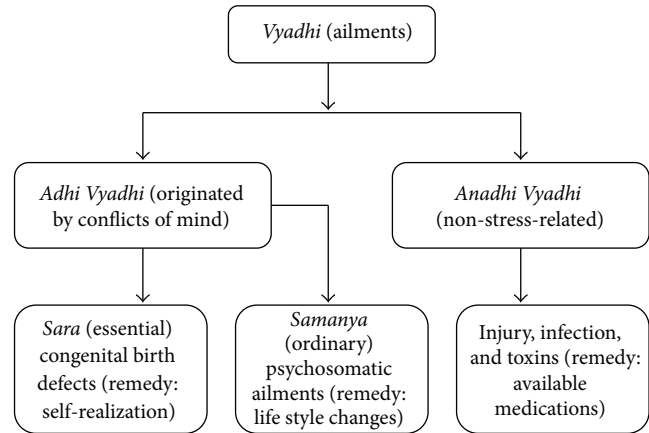 Vyadhi (ailments)
Adhi Vyadhi (originated
by conflicts of mind)
Anadhi Vyadhi
(non-stress-related)
Sara (essential)
congenital birth
defects (remedy:
self-realization)
Samanya
(ordinary)
psychosomatic
ailments (remedy:
life style changes)
Injury, infection,
and toxins (remedy:
available
medications)